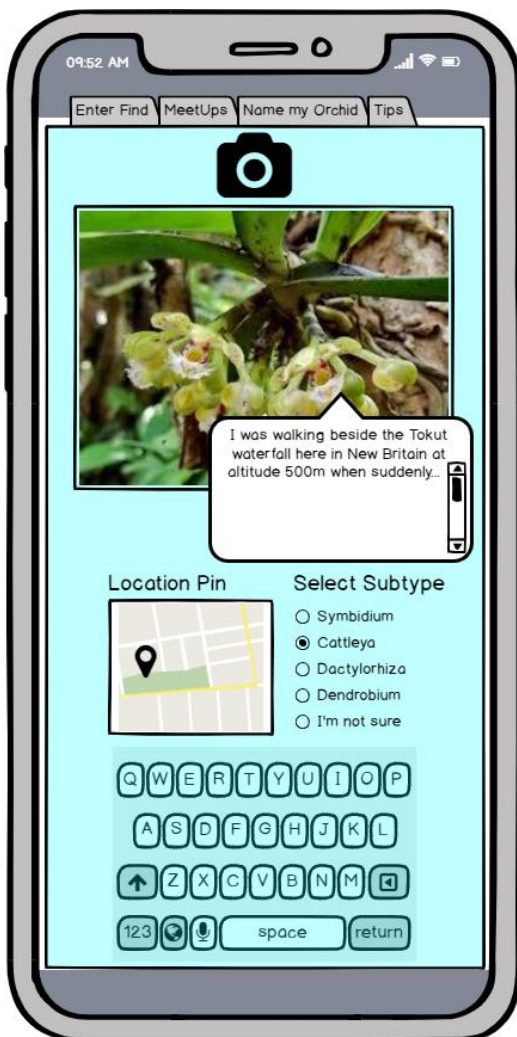 09:52 AM
Enter Find MeetUps Name my Orchid Tips
I was walking beside the Tokut
waterfall here in New Britain at
altitude 500m when suddenly...
Location Pin
Select Subtype
Symbidium
Cattleya
Dactylorhiza
Dendrobium
I'm not sure
Q W E R T Y U I O P
A S D F G H J K L
Z X C V B N M
123 space return